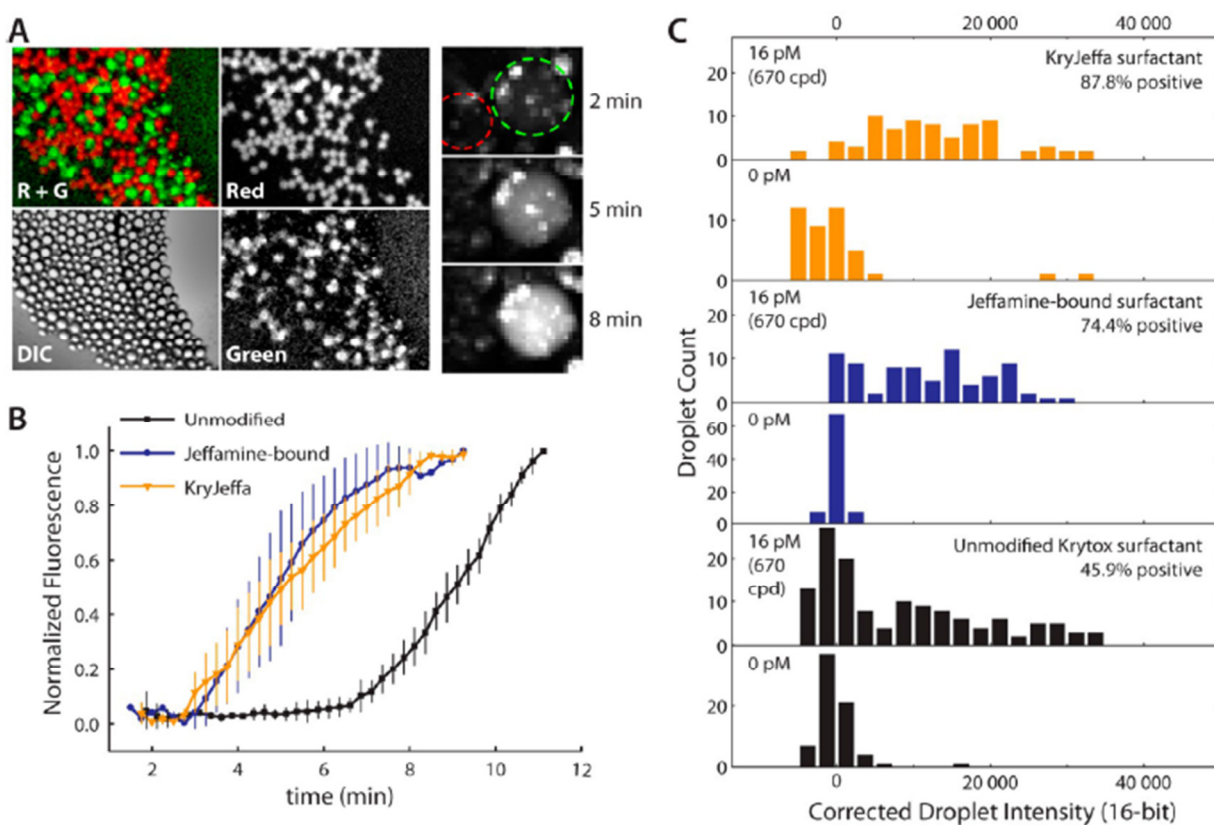 A
R + G
Red
DIC
Green
2 min
5 min
8 min
B
Unmodified
Jeffamine-bound
KryJeffa
Normalized Fluorescence
1.0
0.8
0.6
0.4
0.2
0.0
2 4 6 8 10 12
time (min)
C
0 20 000 40 000
16 pM
(670 cpd)
KryJeffa surfactant
87.8% positive
20
10
0
0 pM
10
0
16 pM
(670 cpd)
Jeffamine-bound surfactant
74.4% positive
20
10
0
Droplet Count
0 pM
60
40
20
0
16 pM
(670
cpd)
Unmodified Krytox surfactant
45.9% positive
20
10
0
0 pM
20
0
0 20 000 40 000
Corrected Droplet Intensity (16-bit)